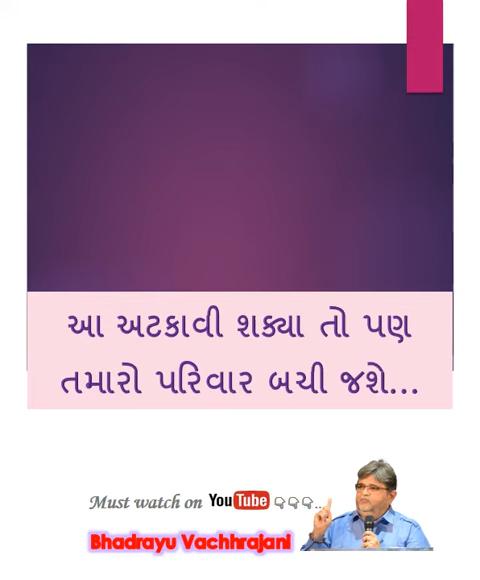 આ અટકાવી શક્યા તો પણ
તમારો પરિવાર બચી જશે...
Must watch on YouTube 👇👇👇...
Bhadrayu Vachhrajani